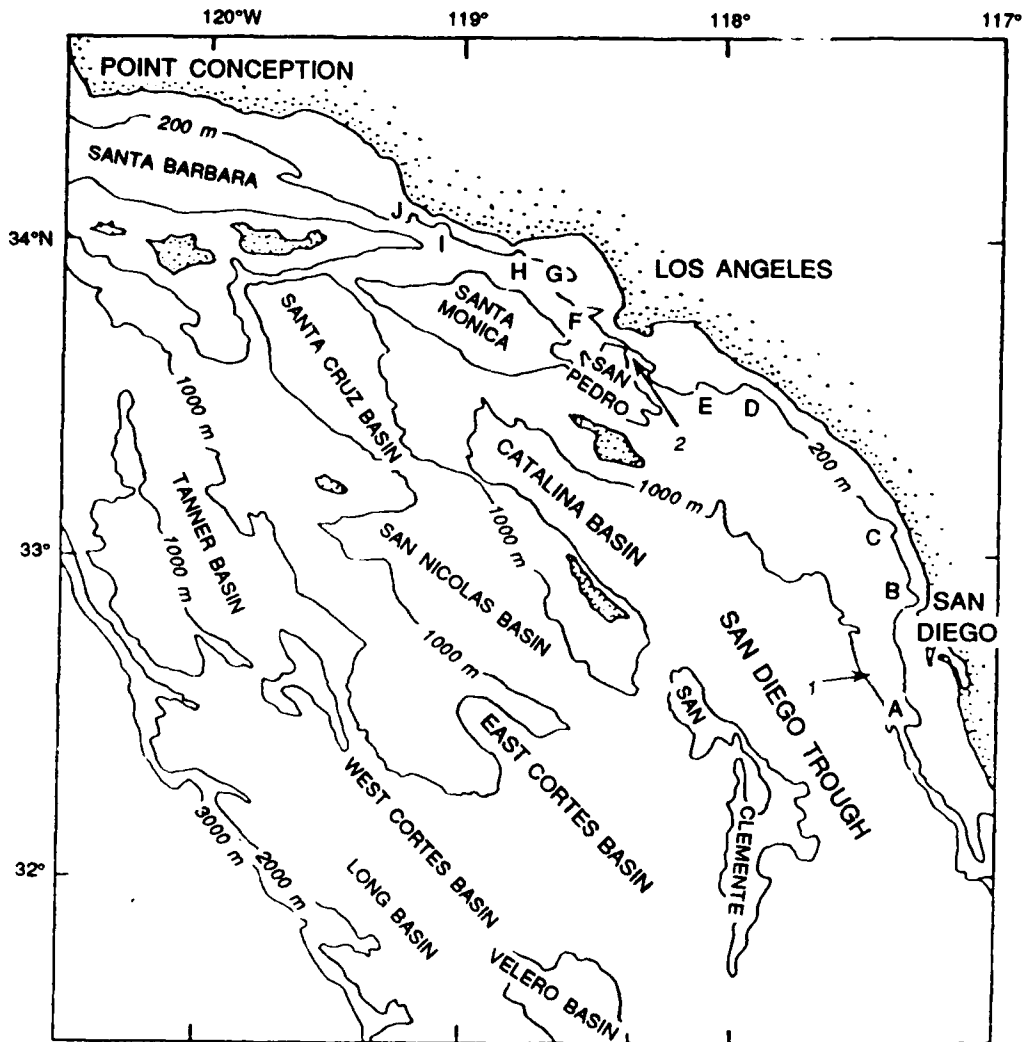 120°W 119° 118° 117°
POINT CONCEPTION
200 m
SANTA BARBARA
34°N
J
I
H
G
LOS ANGELES
SANTA
MONICA
F
SANTA CRUZ BASIN
SAN
PEDRO
E
D
2
1000 m
200 m
CATALINA BASIN
1000 m
TANNER BASIN
1000 m
1000 m
SAN NICOLAS BASIN
33°
C
B
SAN
DIEGO
1000 m
SAN DIEGO TROUGH
1
A
SAN
CLEMENTE
EAST CORTES BASIN
WEST CORTES BASIN
3000 m
2000 m
32°
LONG BASIN
VELERO BASIN